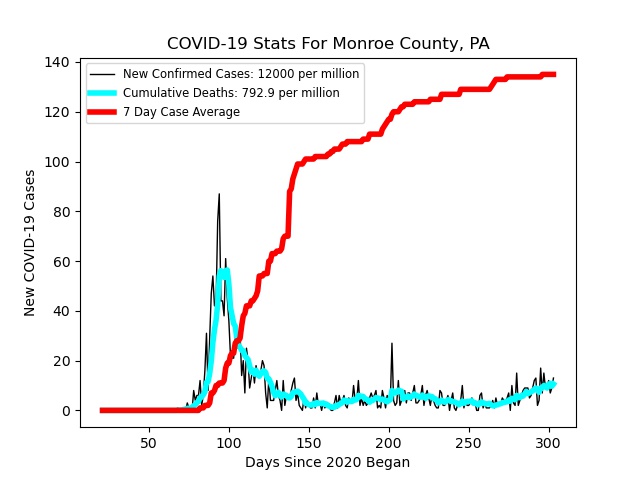 COVID-19 Stats For Monroe County, PA
140
120
100
80
60
40
20
0
New COVID-19 Cases
New Confirmed Cases: 12000 per million
Cumulative Deaths: 792.9 per million
7 Day Case Average
50 100 150 200 250 300
Days Since 2020 Began